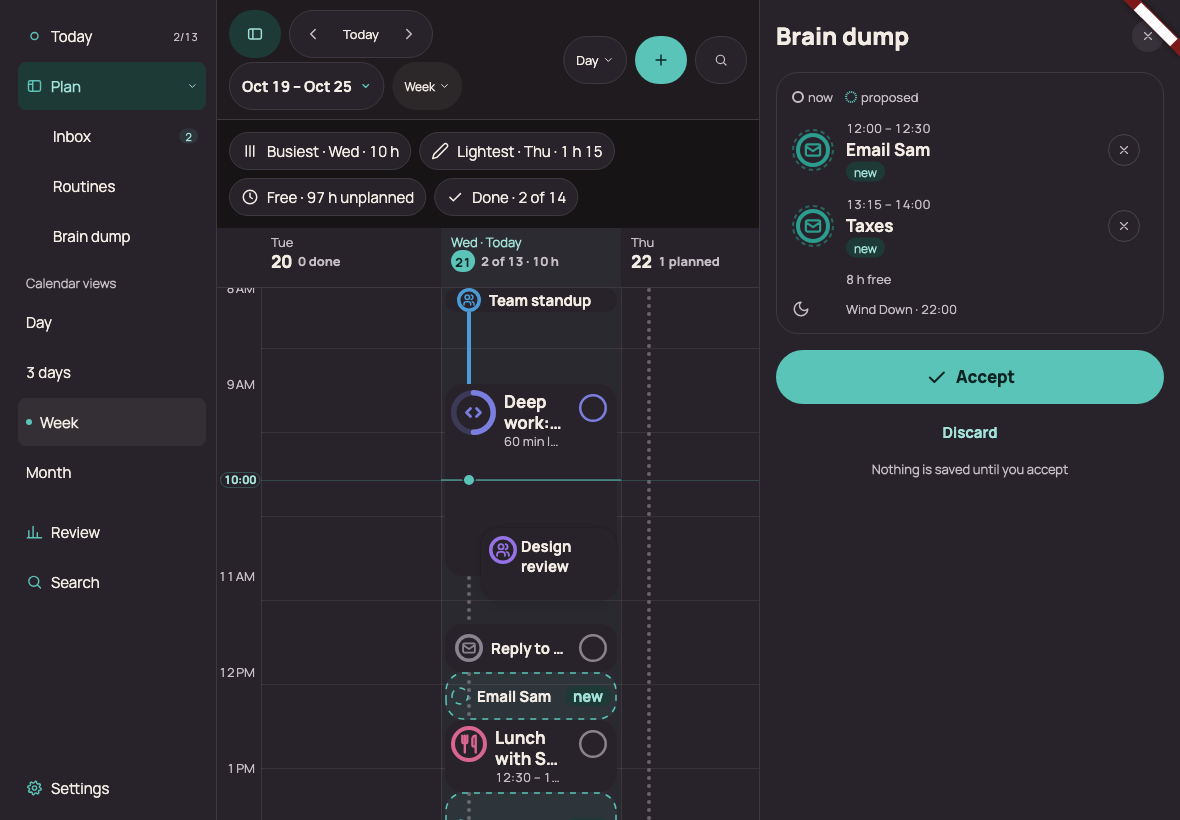 Today
2/13
Plan
Inbox
2
Routines
Brain dump
Calendar views
Day
3 days
Week
Month
Review
Search
Settings
Today
Oct 19 – Oct 25
Week
Day
Busiest · Wed · 10 h
Lightest · Thu · 1 h 15
Free · 97 h unplanned
Done · 2 of 14
Tue
20 0 done
Wed · Today
21 2 of 13 · 10 h
Thu
22 1 planned
8 AM
Team standup
9 AM
Deep
work:...
60 min l...
10:00
Design
review
11 AM
Reply to ...
12 PM
Email Sam
new
Lunch
with S...
12:30 – 1...
1 PM
Brain dump
now
proposed
12:00 – 12:30
Email Sam
new
13:15 – 14:00
Taxes
new
8 h free
Wind Down · 22:00
Accept
Discard
Nothing is saved until you accept